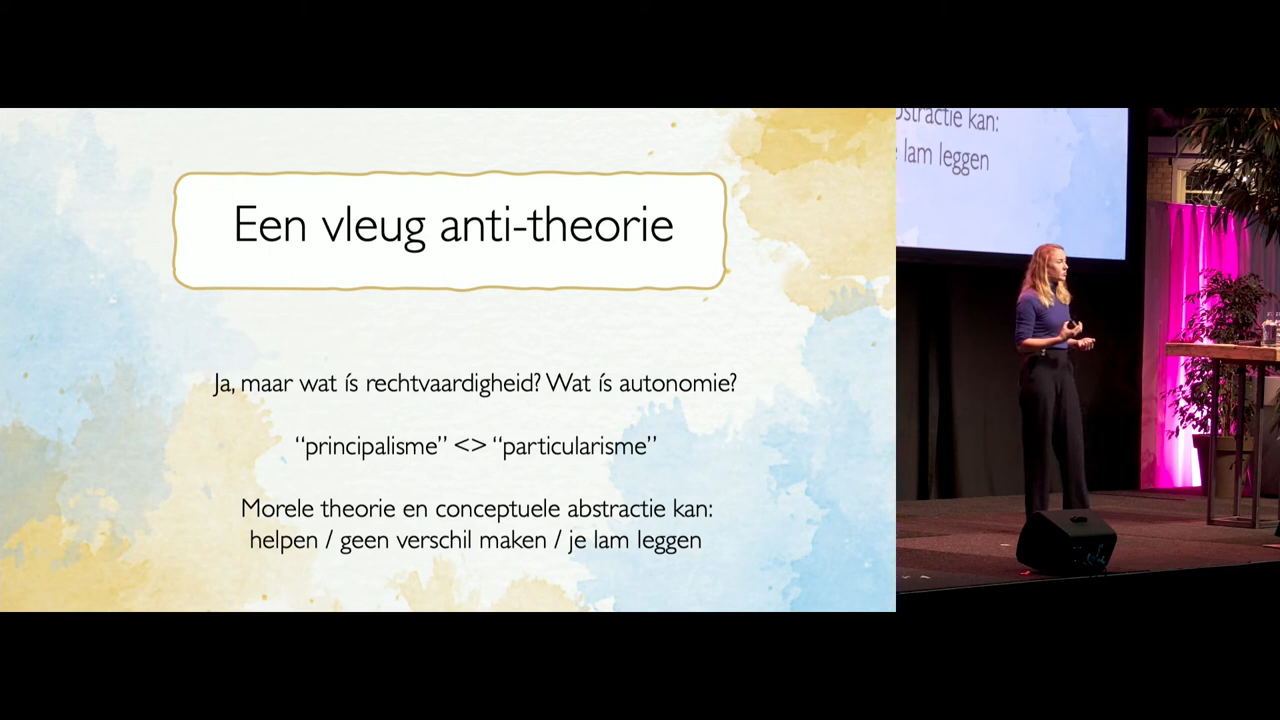 Een vleug anti-theorie
Ja, maar wat ís rechtvaardigheid? Wat ís autonomie?
“principalisme” <> “particularisme”
Morele theorie en conceptuele abstractie kan:
helpen / geen verschil maken / je lam leggen
kan:
lam leggen